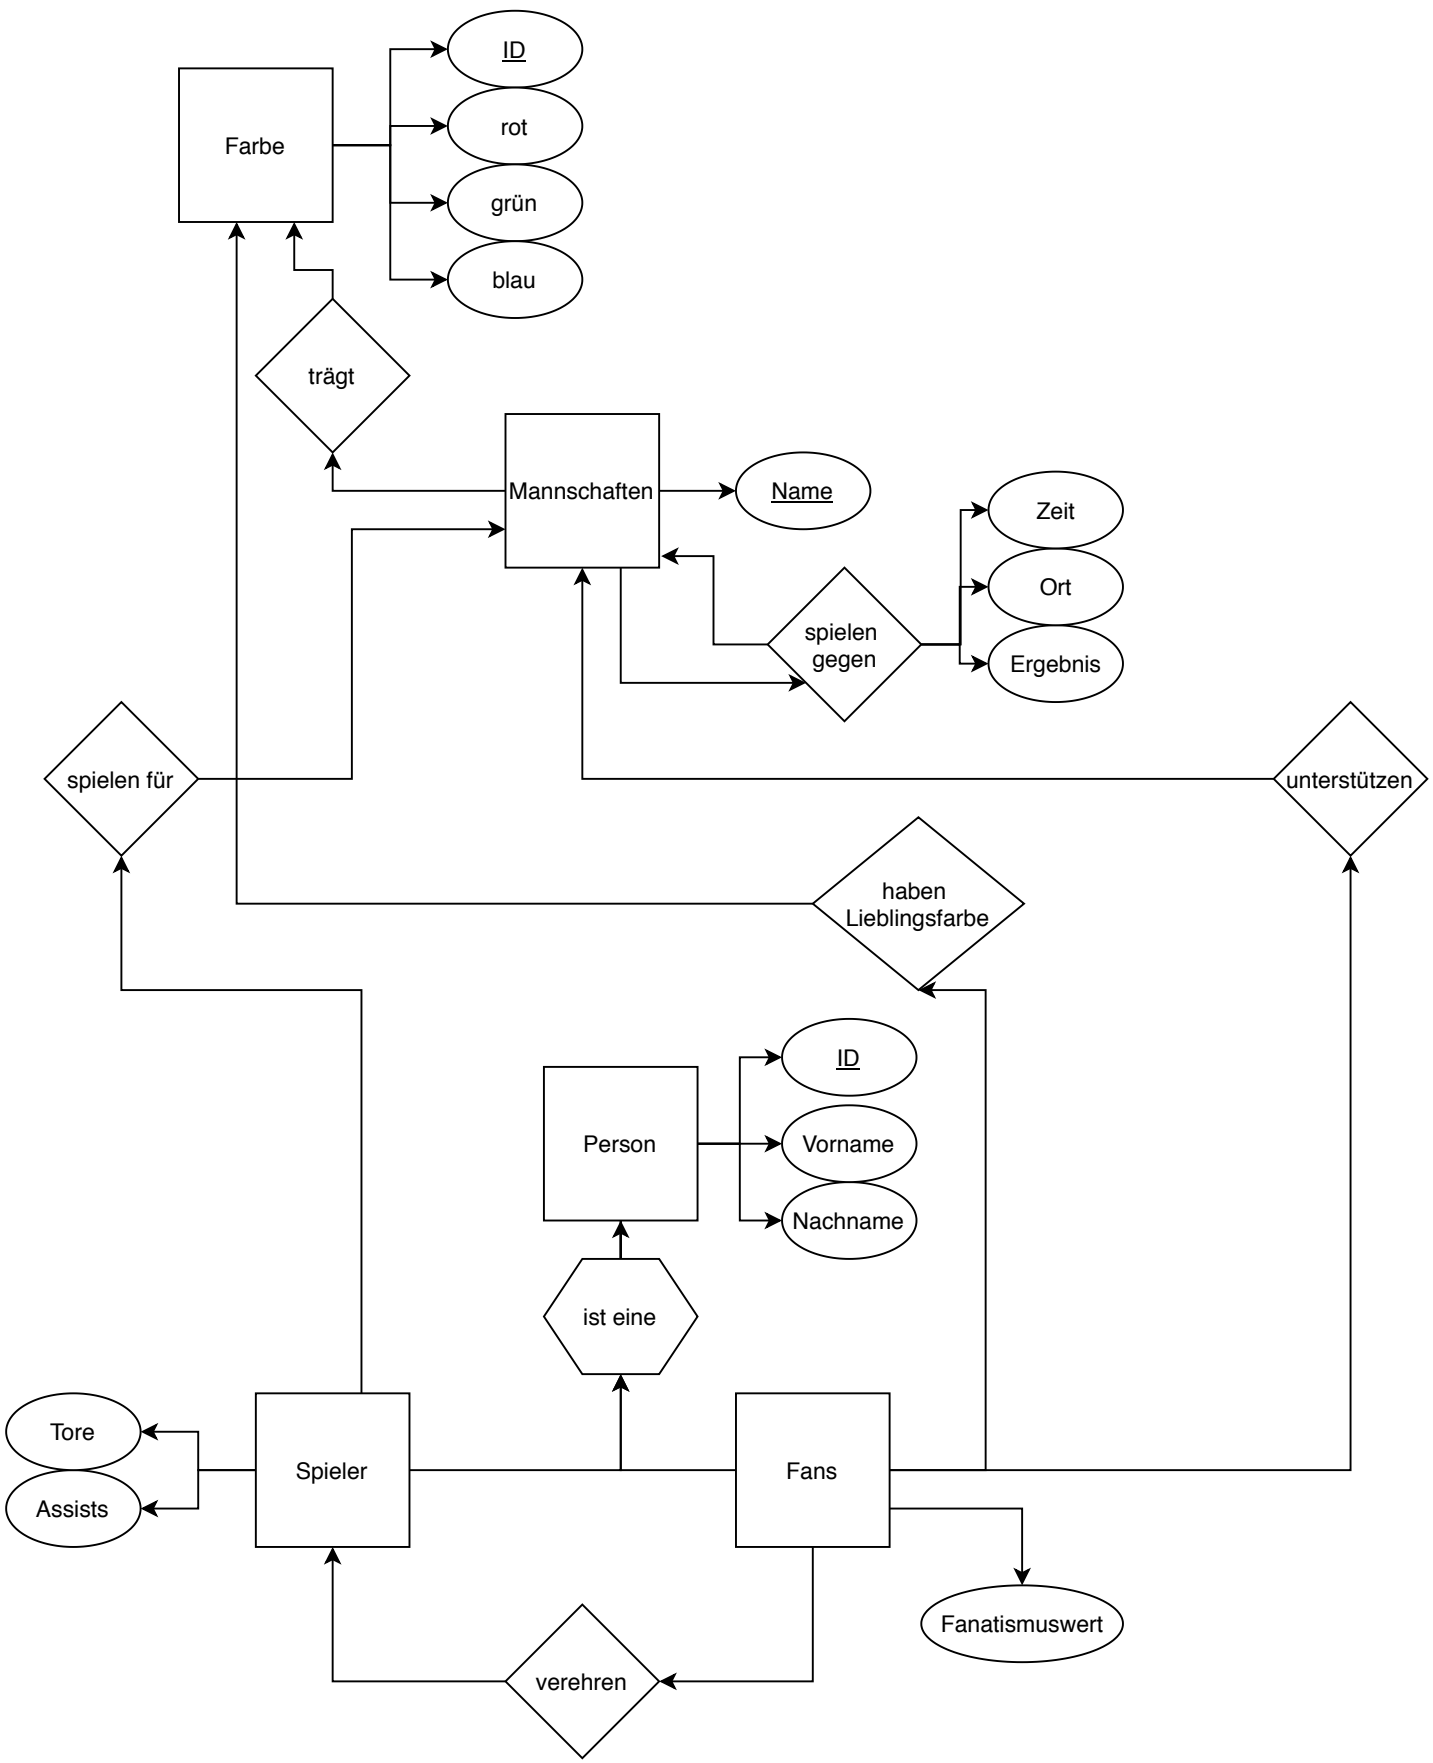 ID
Farbe
rot
grün
blau
trägt
Mannschaften
Name
Zeit
Ort
Ergebnis
spielen
gegen
spielen für
unterstützen
haben
Lieblingsfarbe
ID
Person
Vorname
Nachname
ist eine
Tore
Assists
Spieler
Fans
Fanatismuswert
verehren